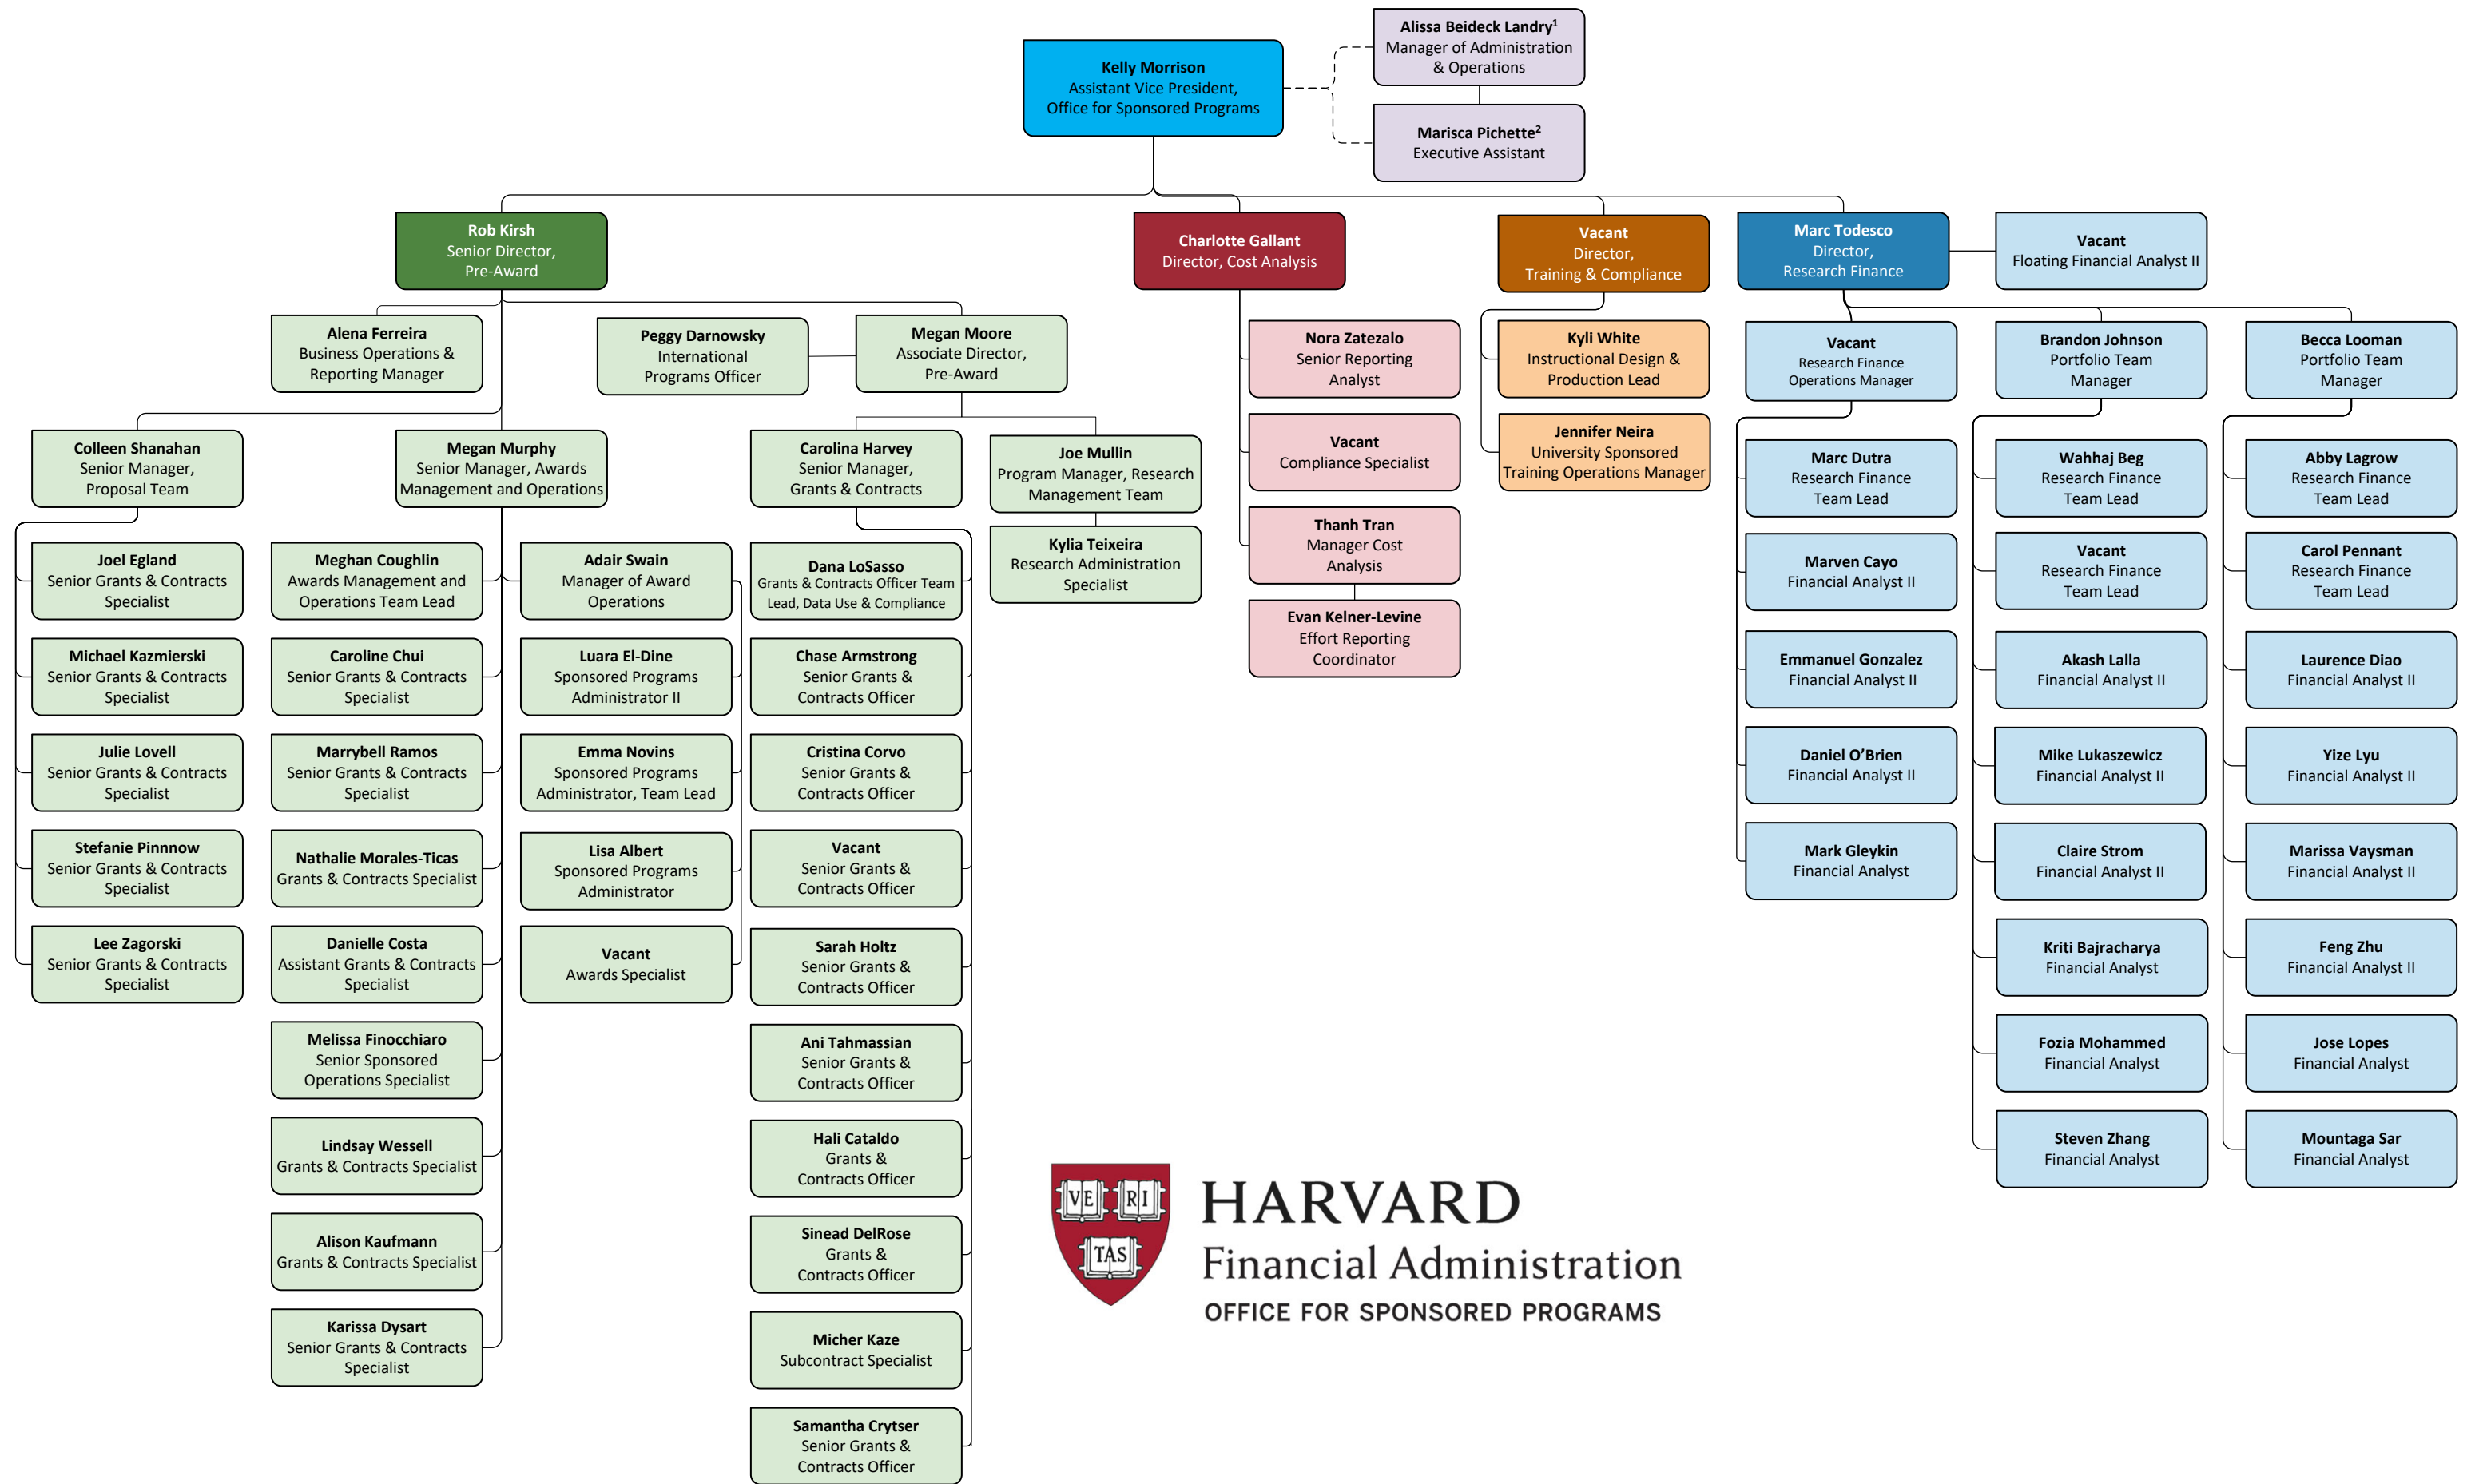 Alissa Beideck Landry¹
Manager of Administration
& Operations
Kelly Morrison
Assistant Vice President,
Office for Sponsored Programs
Marisca Pichette²
Executive Assistant
Rob Kirsh
Senior Director,
Pre-Award
Charlotte Gallant
Director, Cost Analysis
Vacant
Director,
Training & Compliance
Marc Todesco
Director,
Research Finance
Vacant
Floating Financial Analyst II
Alena Ferreira
Business Operations &
Reporting Manager
Peggy Darnowsky
International
Programs Officer
Megan Moore
Associate Director,
Pre-Award
Colleen Shanahan
Senior Manager,
Proposal Team
Megan Murphy
Senior Manager, Awards
Management and Operations
Carolina Harvey
Senior Manager,
Grants & Contracts
Joe Mullin
Program Manager, Research
Management Team
Kylia Teixeira
Research Administration
Specialist
Joel Egland
Senior Grants & Contracts
Specialist
Michael Kazmierski
Senior Grants & Contracts
Specialist
Julie Lovell
Senior Grants & Contracts
Specialist
Stefanie Pinnnow
Senior Grants & Contracts
Specialist
Lee Zagorski
Senior Grants & Contracts
Specialist
Meghan Coughlin
Awards Management and
Operations Team Lead
Caroline Chui
Senior Grants & Contracts
Specialist
Marrybell Ramos
Senior Grants & Contracts
Specialist
Nathalie Morales-Ticas
Grants & Contracts Specialist
Danielle Costa
Assistant Grants & Contracts
Specialist
Melissa Finocchiaro
Senior Sponsored
Operations Specialist
Lindsay Wessell
Grants & Contracts Specialist
Alison Kaufmann
Grants & Contracts Specialist
Karissa Dysart
Senior Grants & Contracts
Specialist
Adair Swain
Manager of Award
Operations
Luara El-Dine
Sponsored Programs
Administrator II
Emma Novins
Sponsored Programs
Administrator, Team Lead
Lisa Albert
Sponsored Programs
Administrator
Vacant
Awards Specialist
Dana LoSasso
Grants & Contracts Officer Team
Lead, Data Use & Compliance
Chase Armstrong
Senior Grants &
Contracts Officer
Cristina Corvo
Senior Grants &
Contracts Officer
Vacant
Senior Grants &
Contracts Officer
Sarah Holtz
Senior Grants &
Contracts Officer
Ani Tahmassian
Senior Grants &
Contracts Officer
Hali Cataldo
Grants &
Contracts Officer
Sinead DelRose
Grants &
Contracts Officer
Micher Kaze
Subcontract Specialist
Samantha Crytser
Senior Grants &
Contracts Officer
Nora Zatezalo
Senior Reporting
Analyst
Vacant
Compliance Specialist
Thanh Tran
Manager Cost
Analysis
Evan Kelner-Levine
Effort Reporting
Coordinator
Kyli White
Instructional Design &
Production Lead
Jennifer Neira
University Sponsored
Training Operations Manager
Vacant
Research Finance
Operations Manager
Marc Dutra
Research Finance
Team Lead
Marven Cayo
Financial Analyst II
Emmanuel Gonzalez
Financial Analyst II
Daniel O’Brien
Financial Analyst II
Mark Gleykin
Financial Analyst
Brandon Johnson
Portfolio Team
Manager
Wahhaj Beg
Research Finance
Team Lead
Vacant
Research Finance
Team Lead
Akash Lalla
Financial Analyst II
Mike Lukaszewicz
Financial Analyst II
Claire Strom
Financial Analyst II
Kriti Bajracharya
Financial Analyst
Fozia Mohammed
Financial Analyst
Steven Zhang
Financial Analyst
Becca Looman
Portfolio Team
Manager
Abby Lagrow
Research Finance
Team Lead
Carol Pennant
Research Finance
Team Lead
Laurence Diao
Financial Analyst II
Yize Lyu
Financial Analyst II
Marissa Vaysman
Financial Analyst II
Feng Zhu
Financial Analyst II
Jose Lopes
Financial Analyst
Mountaga Sar
Financial Analyst
VE RI
TAS
HARVARD
Financial Administration
OFFICE FOR SPONSORED PROGRAMS